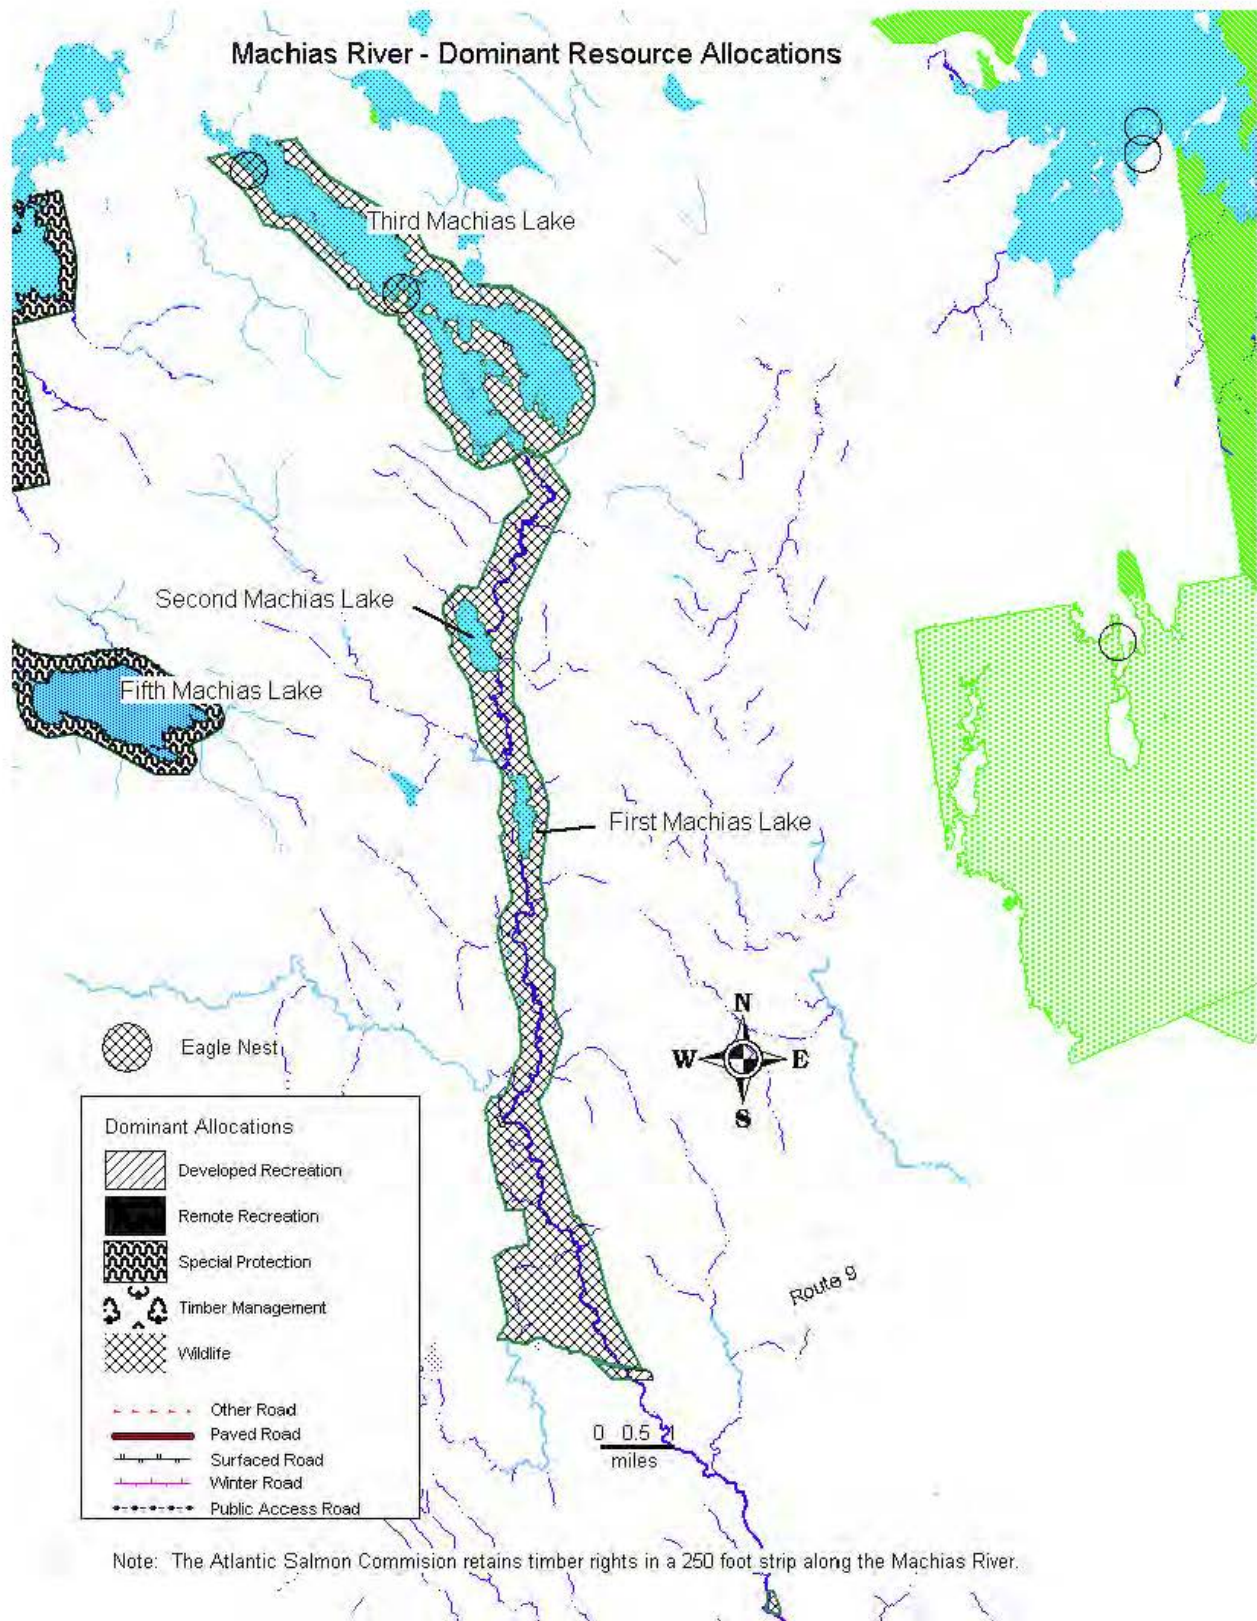 Machias River - Dominant Resource Allocations
Third Machias Lake
Second Machias Lake
Fifth Machias Lake
First Machias Lake
N
W E
S
Eagle Nest
Dominant Allocations
Developed Recreation
Remote Recreation
Special Protection
Timber Management
Wildlife
Route 9
Other Road
Paved Road
Surfaced Road
Winter Road
Public Access Road
0 0.5 1
miles
Note: The Atlantic Salmon Commision retains timber rights in a 250 foot strip along the Machias River.